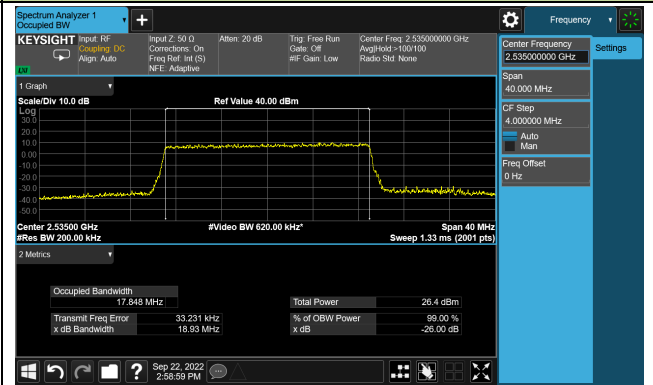 Spectrum Analyzer 1
Occupied BW
Frequency
KEYSIGHT
Input: RF
Coupling: DC
Align: Auto
Input Z: 50 Ω
Corrections: On
Freq Ref: Int (S)
NFE: Adaptive
Atten: 20 dB
Trig: Free Run
Gate: Off
#IF Gain: Low
Center Freq: 2.535000000 GHz
Avg|Hold:>100/100
Radio Std: None
Center Frequency
2.535000000 GHz
Settings
Span
40.000 MHz
CF Step
4.000000 MHz
Auto
Man
Freq Offset
0 Hz
1 Graph
Scale/Div 10.0 dB
Ref Value 40.00 dBm
Log
30.0
20.0
10.0
0.00
-10.0
-20.0
-30.0
-40.0
-50.0
Center 2.53500 GHz
#Video BW 620.00 kHz*
Span 40 MHz
#Res BW 200.00 kHz
Sweep 1.33 ms (2001 pts)
2 Metrics
Occupied Bandwidth
17.848 MHz
Total Power
26.4 dBm
Transmit Freq Error
33.231 kHz
% of OBW Power
99.00 %
x dB Bandwidth
18.93 MHz
x dB
-26.00 dB
?
Sep 22, 2022
2:58:59 PM